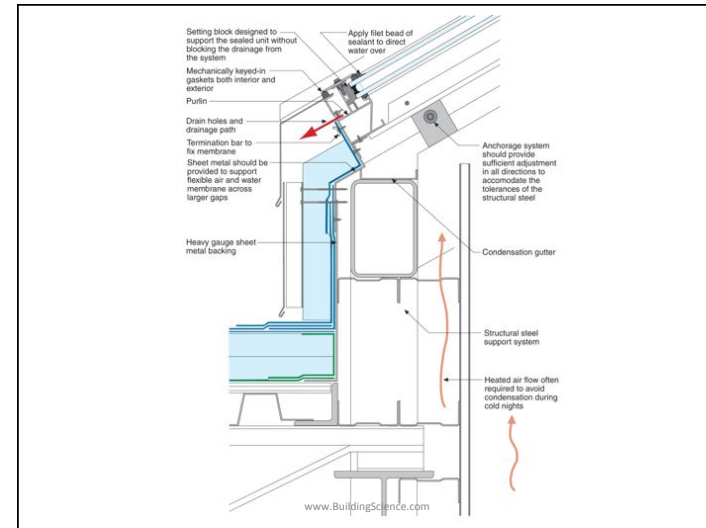 Setting block designed to
support the sealed unit without
blocking the drainage from
the system
Mechanically keyed-in
gaskets both interior and
exterior
Purlin
Drain holes and
drainage path
Termination bar to
fix membrane
Sheet metal should be
provided to support
flexible air and water
membrane across
larger gaps
Heavy gauge sheet
metal backing
Apply filet bead of
sealant to direct
water over
Anchorage system
should provide
sufficient adjustment
in all directions to
accomodate the
tolerances of the
structural steel
Condensation gutter
Structural steel
support system
Heated air flow often
required to avoid
condensation during
cold nights
www.BuildingScience.com